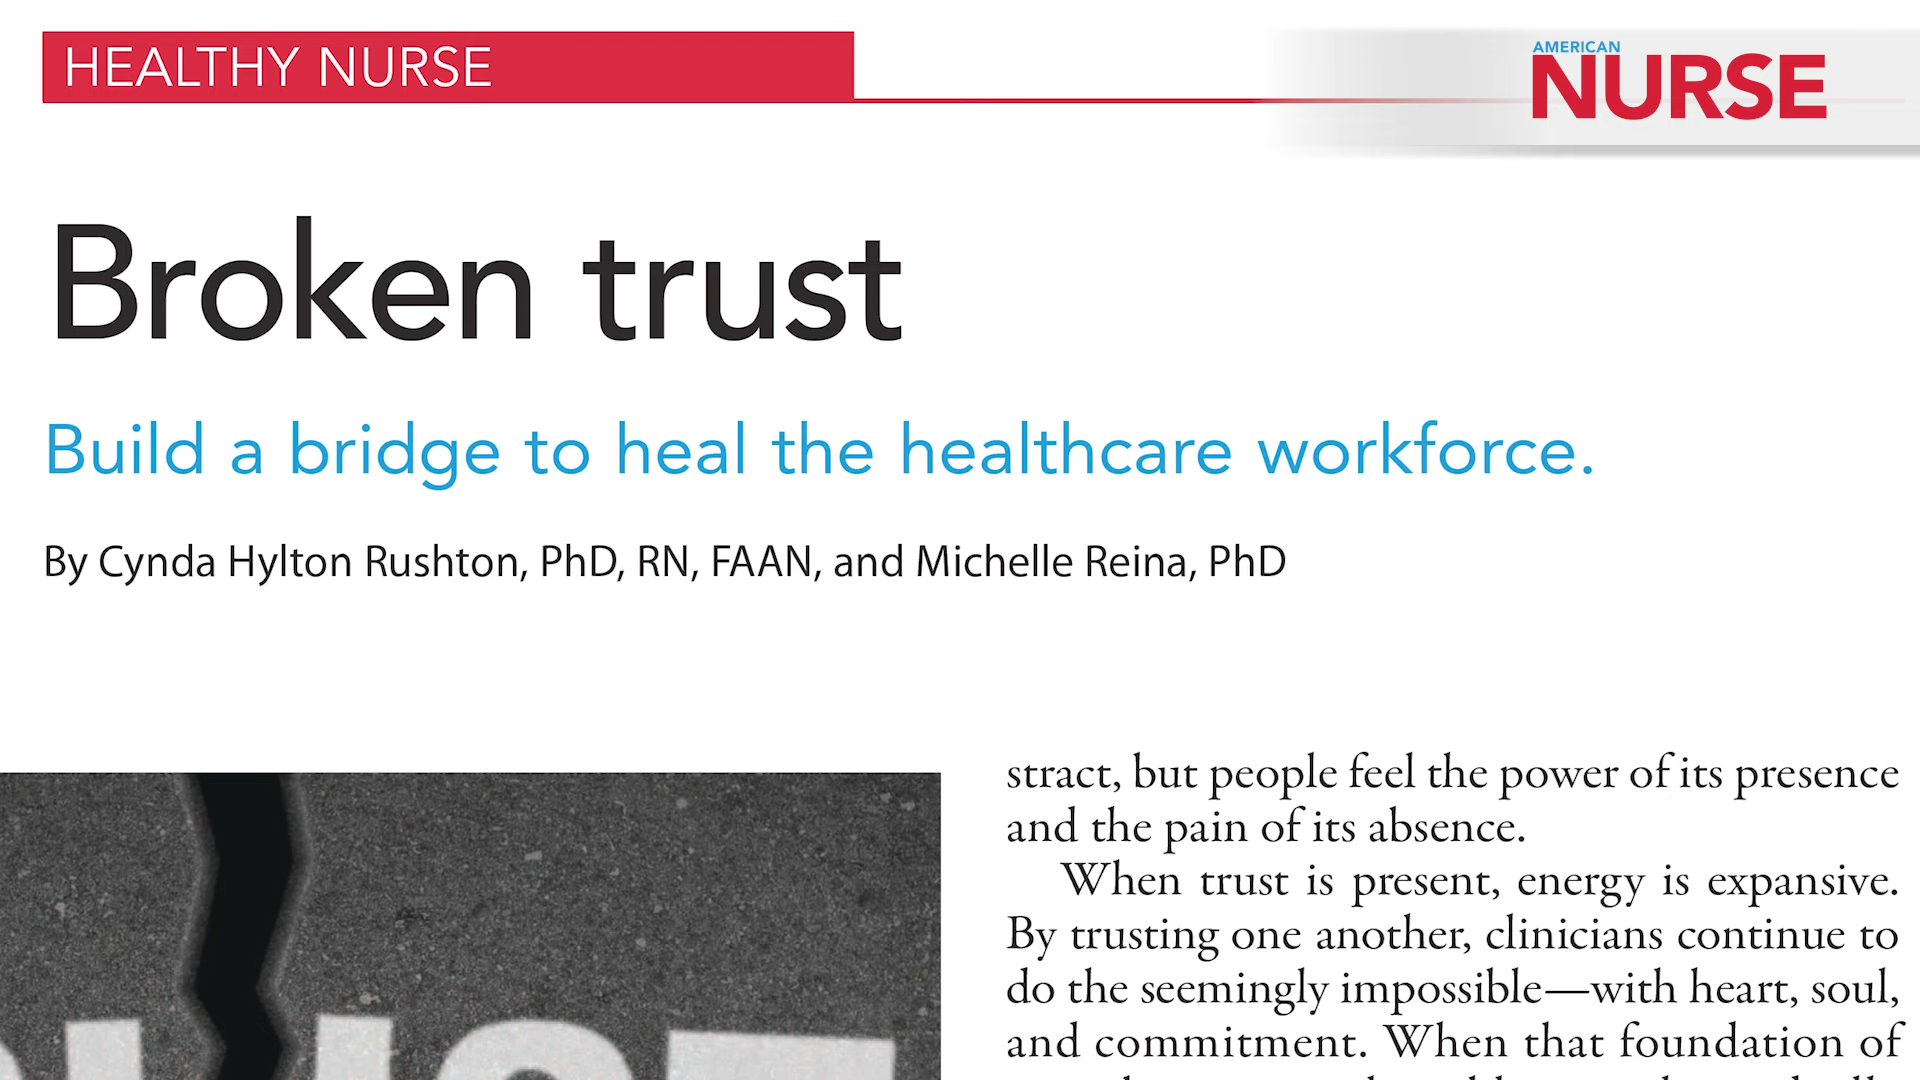 HEALTHY NURSE
AMERICAN
NURSE
Broken trust
Build a bridge to heal the healthcare workforce.
By Cynda Hylton Rushton, PhD, RN, FAAN, and Michelle Reina, PhD
stract, but people feel the power of its presence
and the pain of its absence.
When trust is present, energy is expansive.
By trusting one another, clinicians continue to
do the seemingly impossible—with heart, soul,
and commitment. When that foundation of